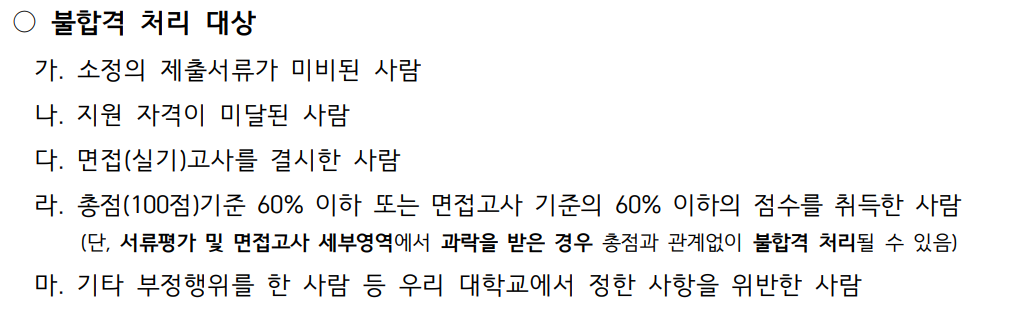 ○ 불합격 처리 대상
가. 소정의 제출서류가 미비된 사람
나. 지원 자격이 미달된 사람
다. 면접(실기)고사를 결시한 사람
라. 총점(100점)기준 60% 이하 또는 면접고사 기준의 60% 이하의 점수를 취득한 사람
(단, 서류평가 및 면접고사 세부영역에서 과락을 받은 경우 총점과 관계없이 불합격 처리될 수 있음)
마. 기타 부정행위를 한 사람 등 우리 대학교에서 정한 사항을 위반한 사람